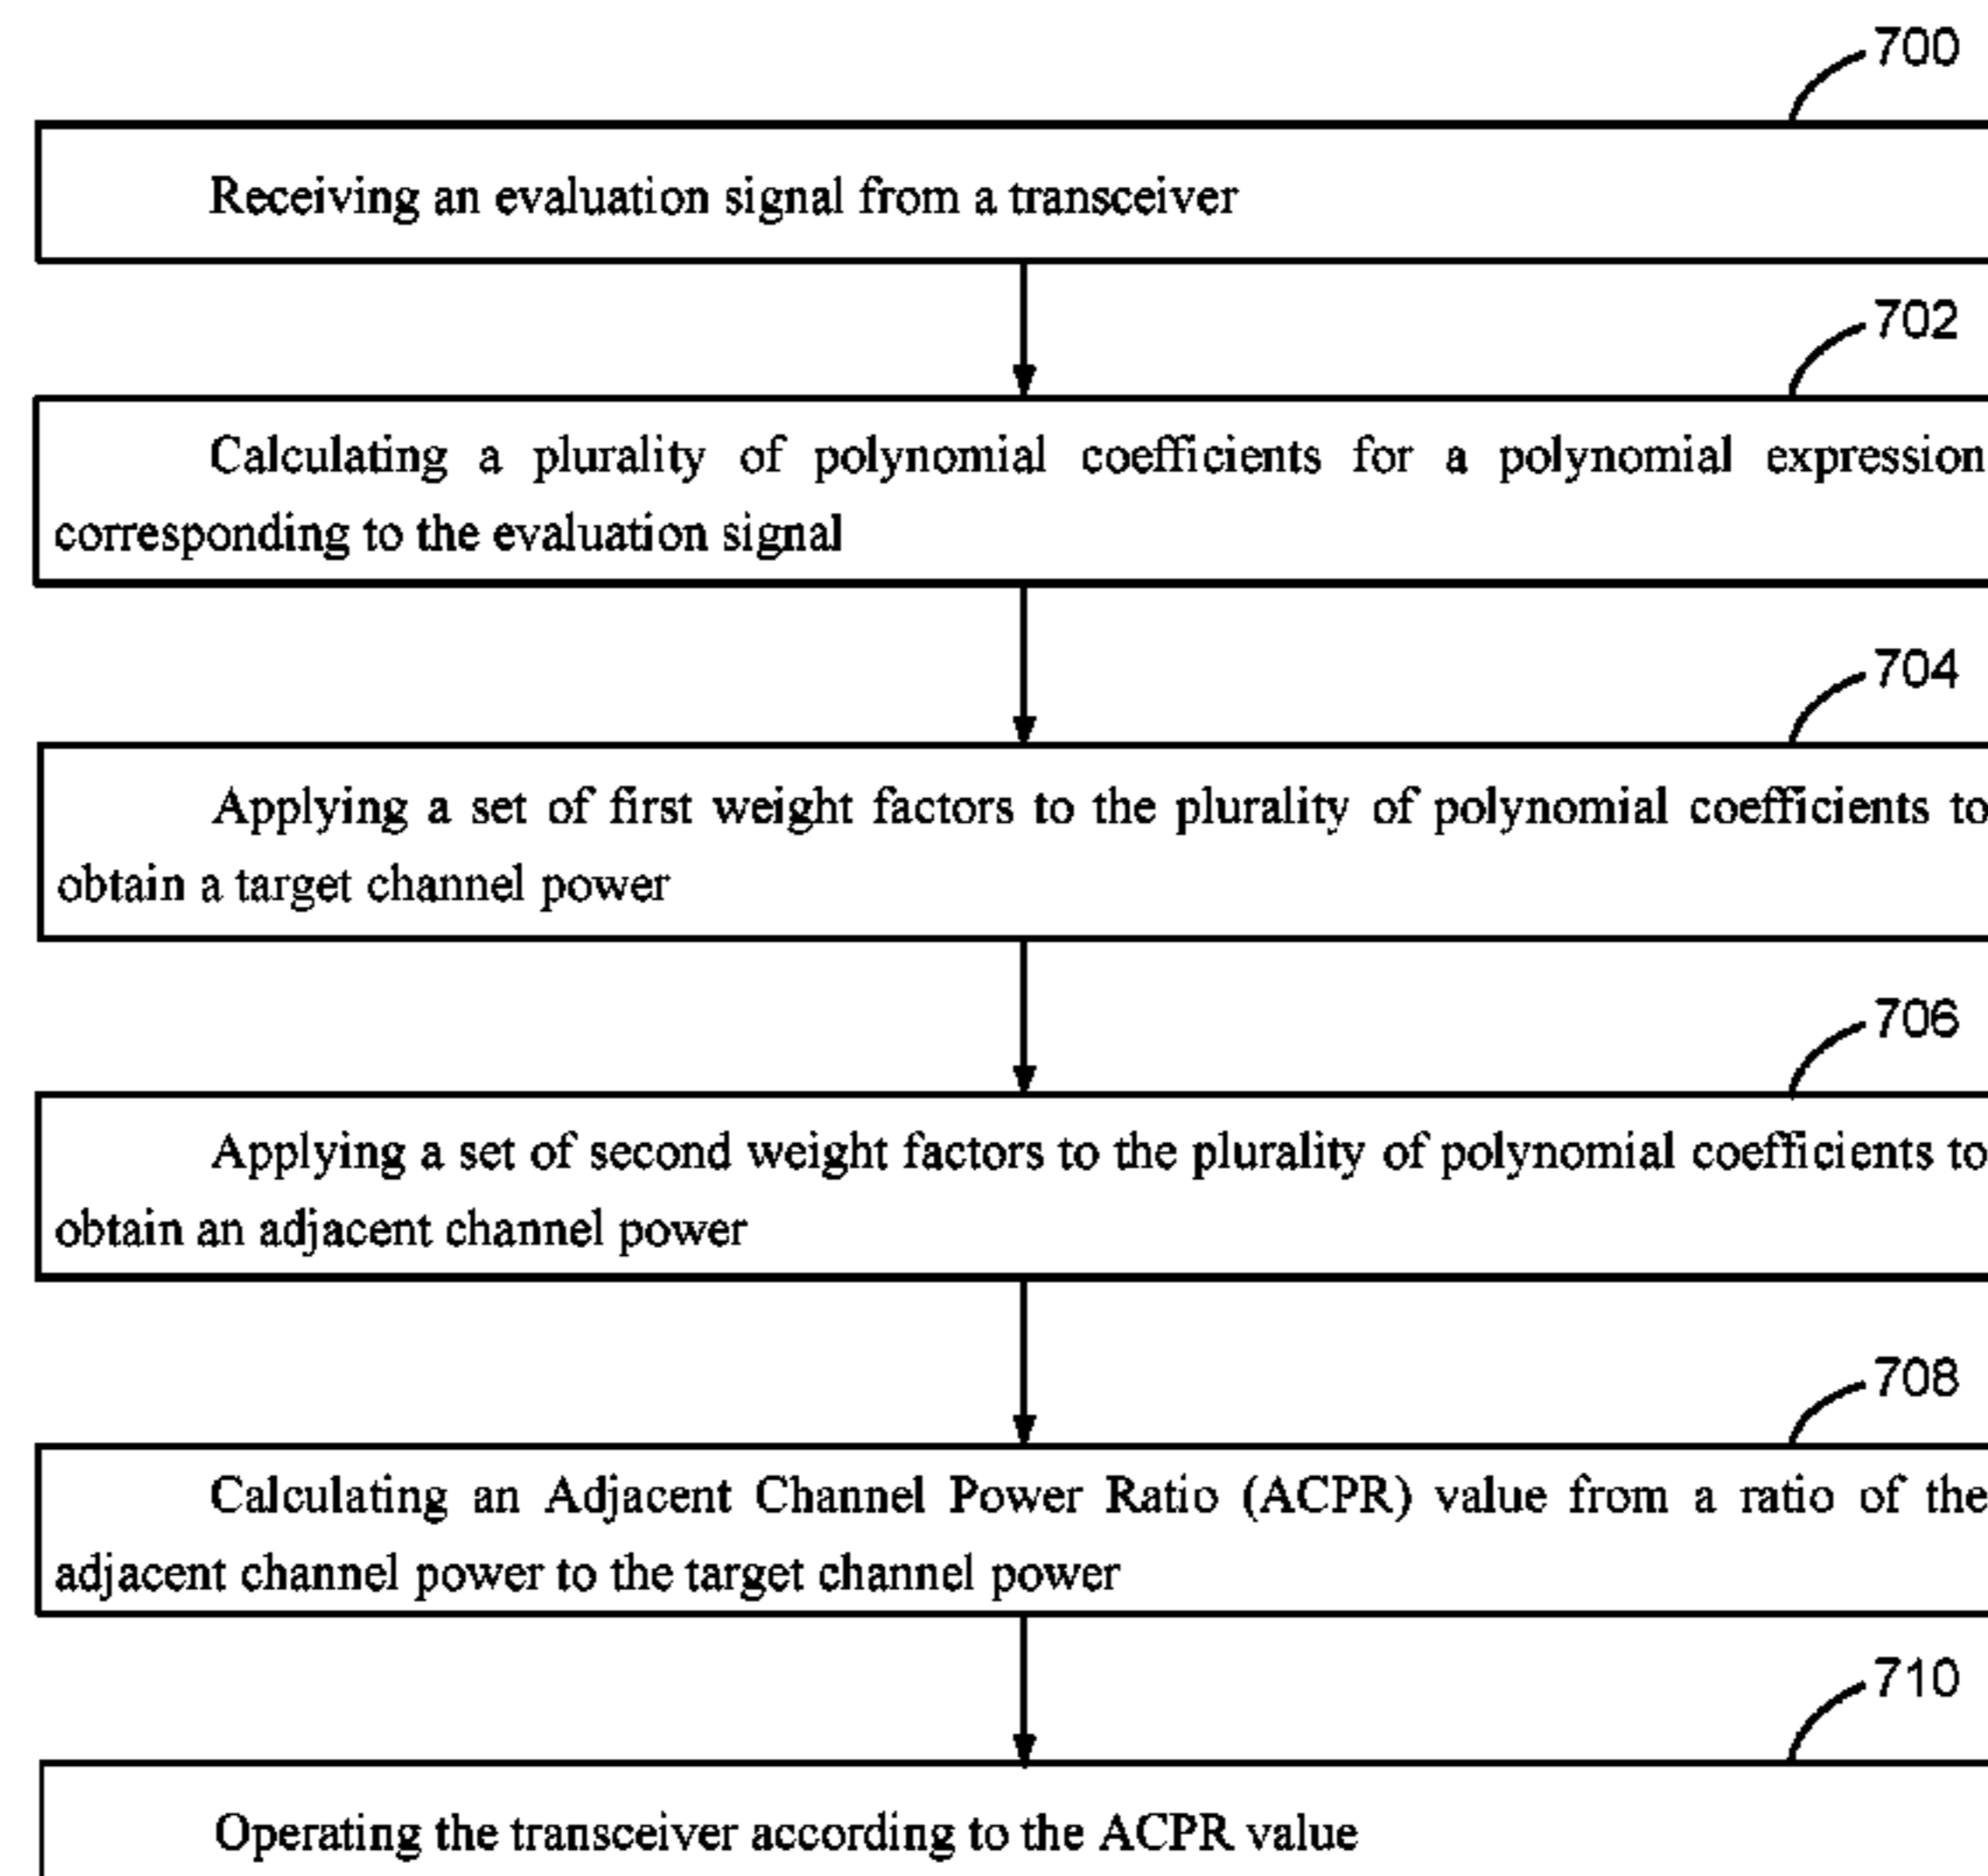 700
Receiving an evaluation signal from a transceiver
702
Calculating a plurality of polynomial coefficients for a polynomial expression
corresponding to the evaluation signal
704
Applying a set of first weight factors to the plurality of polynomial coefficients to
obtain a target channel power
706
Applying a set of second weight factors to the plurality of polynomial coefficients to
obtain an adjacent channel power
708
Calculating an Adjacent Channel Power Ratio (ACPR) value from a ratio of the
adjacent channel power to the target channel power
710
Operating the transceiver according to the ACPR value